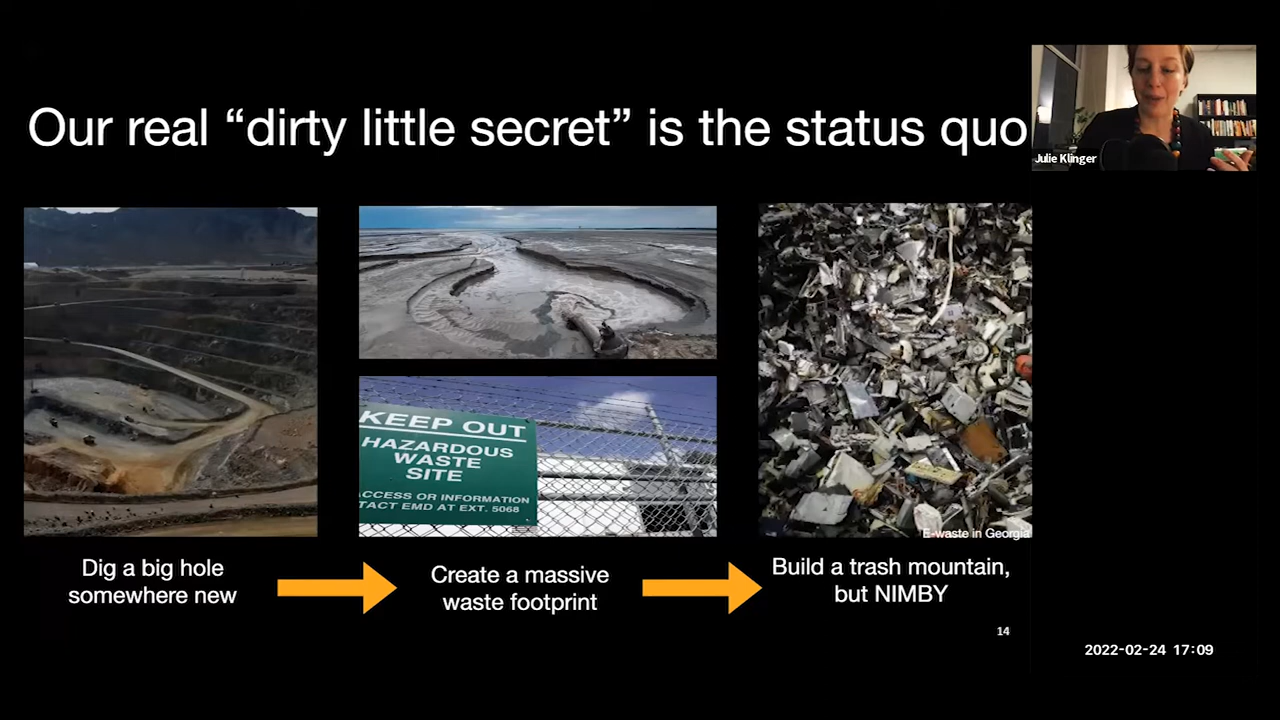 Our real “dirty little secret” is the status quo
Julie Klinger
KEEP OUT
HAZARDOUS
WASTE
SITE
ACCESS OR INFORMATION
TACT EMD AT EXT. 5068
E-waste in Georgia
Dig a big hole
somewhere new
Create a massive
waste footprint
Build a trash mountain,
but NIMBY
14
2022-02-24 17:09